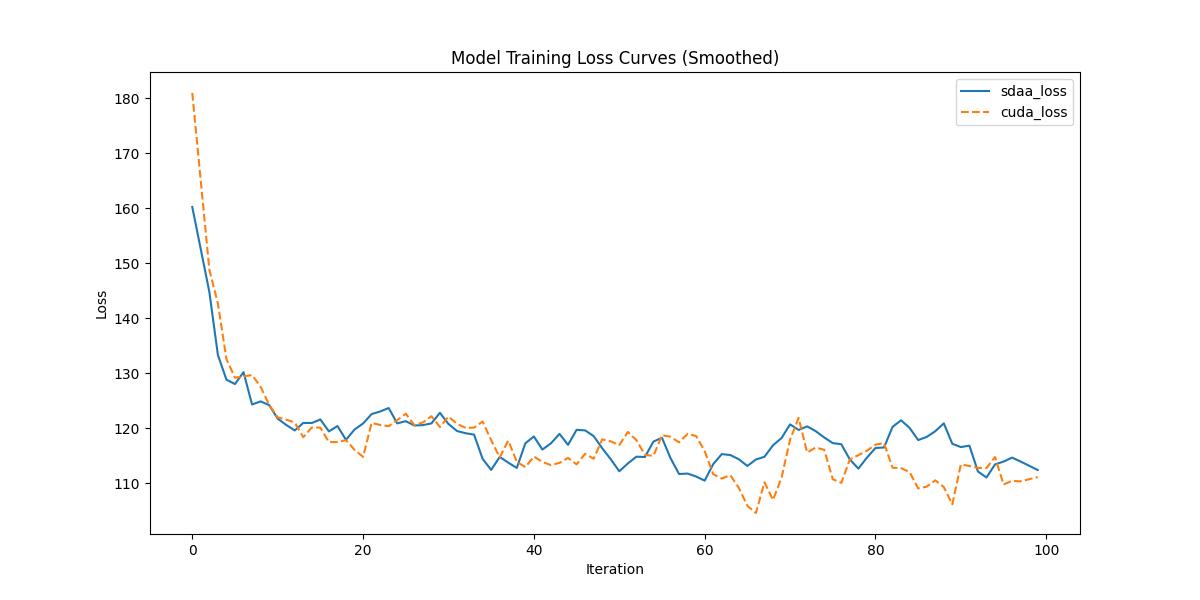 Model Training Loss Curves (Smoothed)
sdaa_loss
cuda_loss
Loss
180
170
160
150
140
130
120
110
0 20 40 60 80 100
Iteration